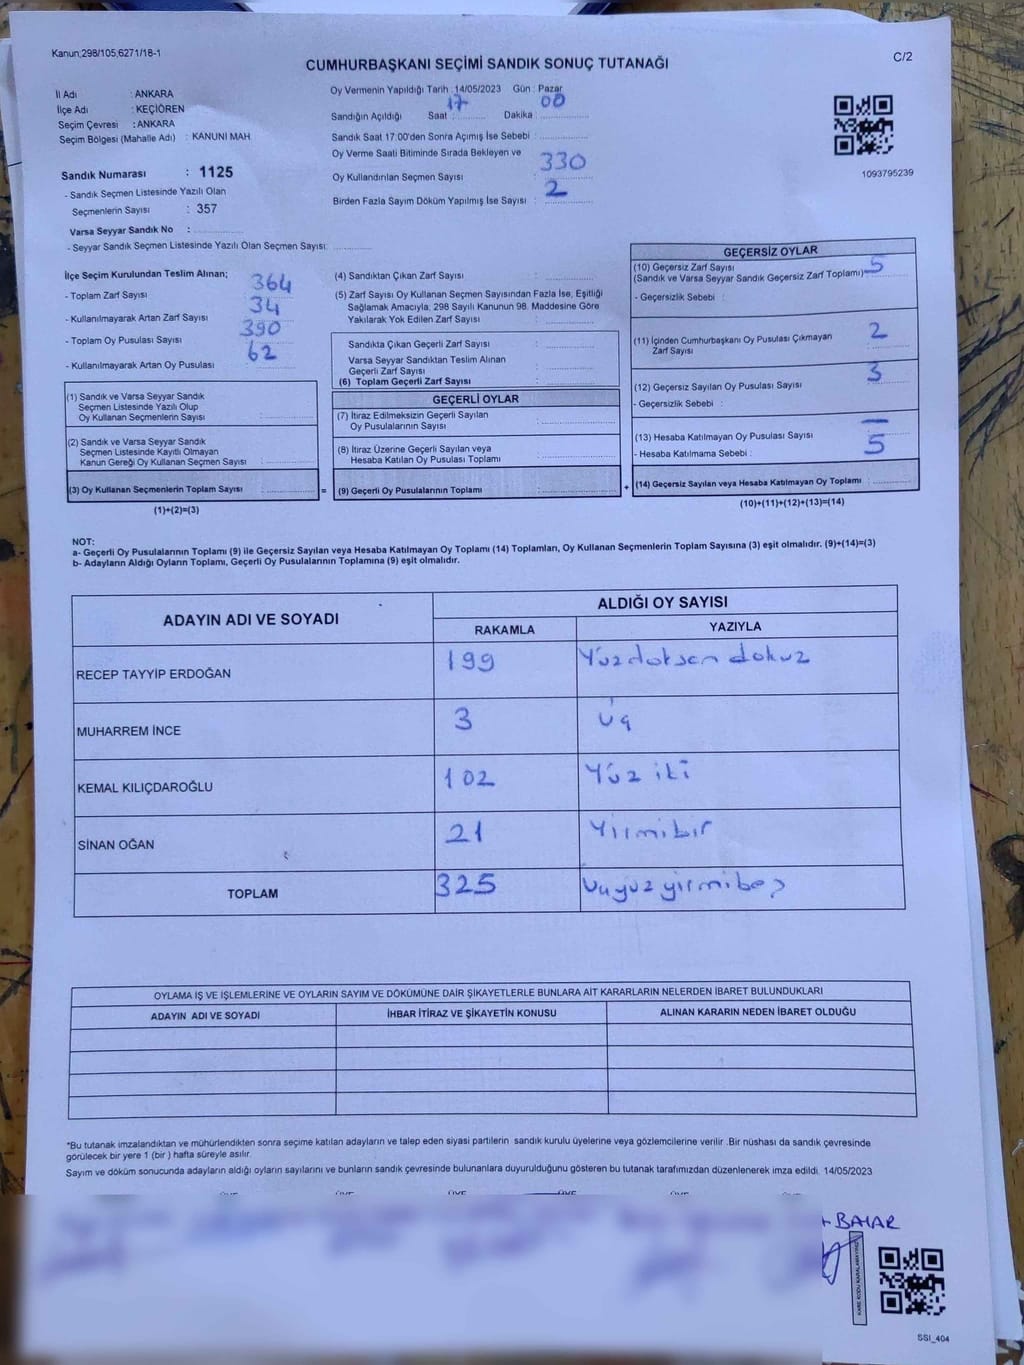 Kanun,298/105,6271/18-1
CUMHURBAŞKANI SEÇİMİ SANDIK SONUÇ TUTANAĞI
C/2
İl Adı : ANKARA
İlçe Adı : KEÇİÖREN
Seçim Çevresi : ANKARA
Seçim Bölgesi (Mahalle Adı) : KANUNİ MAH
Sandık Numarası : 1125
- Sandık Seçmen Listesinde Yazılı Olan
Seçmenlerin Sayısı : 357
Varsa Seyyar Sandık No :
- Seyyar Sandık Seçmen Listesinde Yazılı Olan Seçmen Sayısı:
Oy Vermenin Yapıldığı Tarih : 14/05/2023 Gün : Pazar
Sandığın Açıldığı Saat : 17 Dakika : 00
Sandık Saat 17.00'den Sonra Açımış İse Sebebi :
Oy Verme Saati Bitiminde Sırada Bekleyen ve
Oy Kullandırılan Seçmen Sayısı : 330
Birden Fazla Sayım Döküm Yapılmış İse Sayısı : 2
1093795239
İlçe Seçim Kurulundan Teslim Alınan;
- Toplam Zarf Sayısı : 364
- Kullanılmayarak Artan Zarf Sayısı : 34
- Toplam Oy Pusulası Sayısı : 390
- Kullanılmayarak Artan Oy Pusulası : 62
(1) Sandık ve Varsa Seyyar Sandık
Seçmen Listesinde Yazılı Olup
Oy Kullanan Seçmenlerin Sayısı :
(2) Sandık ve Varsa Seyyar Sandık
Seçmen Listesinde Kayıtlı Olmayan
Kanun Gereği Oy Kullanan Seçmen Sayısı :
(3) Oy Kullanan Seçmenlerin Toplam Sayısı : =
(1)+(2)=(3)
(4) Sandıktan Çıkan Zarf Sayısı :
(5) Zarf Sayısı Oy Kullanan Seçmen Sayısından Fazla İse, Eşitliği
Sağlamak Amacıyla; 298 Sayılı Kanunun 98. Maddesine Göre
Yakılarak Yok Edilen Zarf Sayısı :
Sandıkta Çıkan Geçerli Zarf Sayısı :
Varsa Seyyar Sandıktan Teslim Alınan
Geçerli Zarf Sayısı :
(6) Toplam Geçerli Zarf Sayısı :
GEÇERLİ OYLAR
(7) İtiraz Edilmeksizin Geçerli Sayılan
Oy Pusulalarının Sayısı :
(8) İtiraz Üzerine Geçerli Sayılan veya
Hesaba Katılan Oy Pusulası Toplamı :
(9) Geçerli Oy Pusulalarının Toplamı : +
GEÇERSİZ OYLAR
(10) Geçersiz Zarf Sayısı
(Sandık ve Varsa Seyyar Sandık Geçersiz Zarf Toplamı) 5
- Geçersizlik Sebebi :
(11) İçinden Cumhurbaşkanı Oy Pusulası Çıkmayan
Zarf Sayısı : 2
(12) Geçersiz Sayılan Oy Pusulası Sayısı : 3
- Geçersizlik Sebebi :
(13) Hesaba Katılmayan Oy Pusulası Sayısı : —
- Hesaba Katılmama Sebebi : 5
(14) Geçersiz Sayılan veya Hesaba Katılmayan Oy Toplamı :
(10)+(11)+(12)+(13)=(14)
NOT:
a- Geçerli Oy Pusulalarının Toplamı (9) ile Geçersiz Sayılan veya Hesaba Katılmayan Oy Toplamı (14) Toplamları, Oy Kullanan Seçmenlerin Toplam Sayısına (3) eşit olmalıdır. (9)+(14)=(3)
b- Adayların Aldığı Oyların Toplamı, Geçerli Oy Pusulalarının Toplamına (9) eşit olmalıdır.
ADAYIN ADI VE SOYADI
ALDIĞI OY SAYISI
RAKAMLA YAZIYLA
RECEP TAYYİP ERDOĞAN 199 Yüzdoksan dokuz
MUHARREM İNCE 3 Üç
KEMAL KILIÇDAROĞLU 102 Yüz iki
SİNAN OĞAN 21 Yirmibir
TOPLAM 325 Üçyüz yirmibeş
OYLAMA İŞ VE İŞLEMLERİNE VE OYLARIN SAYIM VE DÖKÜMÜNE DAİR ŞİKAYETLERLE BUNLARA AİT KARARLARIN NELERDEN İBARET BULUNDUKLARI
ADAYIN ADI VE SOYADI İHBAR İTİRAZ VE ŞİKAYETİN KONUSU ALINAN KARARIN NEDEN İBARET OLDUĞU
*Bu tutanak imzalandıktan ve mühürlendikten sonra seçime katılan adayların ve talep eden siyasi partilerin sandık kurulu üyelerine veya gözlemcilerine verilir .Bir nüshası da sandık çevresinde
görülecek bir yere 1 (bir ) hafta süreyle asılır.
Sayım ve döküm sonucunda adayların aldığı oyların sayılarını ve bunların sandık çevresinde bulunanlara duyurulduğunu gösteren bu tutanak tarafımızdan düzenlenerek imza edildi. 14/05/2023
KARE KODU KARALAMAYINIZ
SSI_404